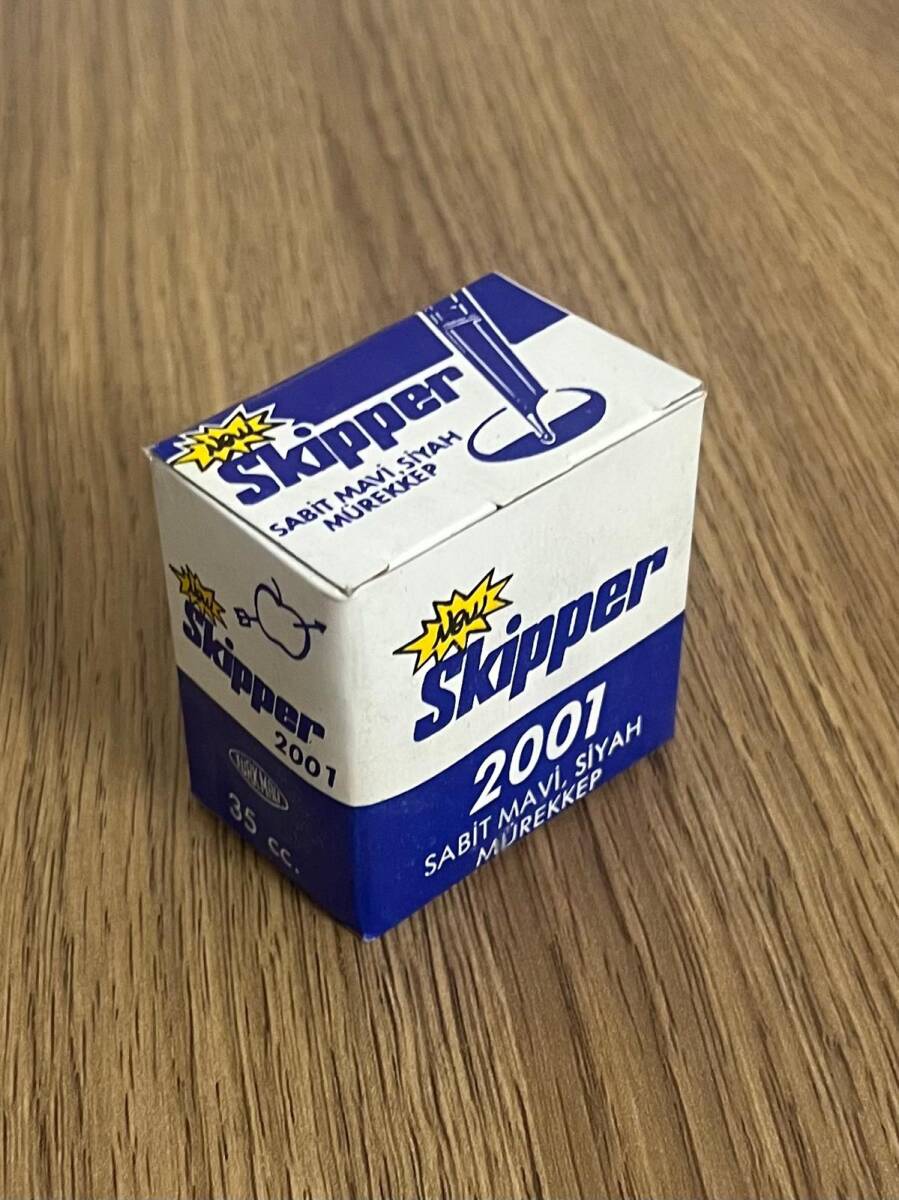 New
Skipper
SABİT MAVİ, SİYAH
MÜREKKEP
New
Skipper
2001
35 cc.
New
Skipper
2001
SABİT MAVİ, SİYAH
MÜREKKEP